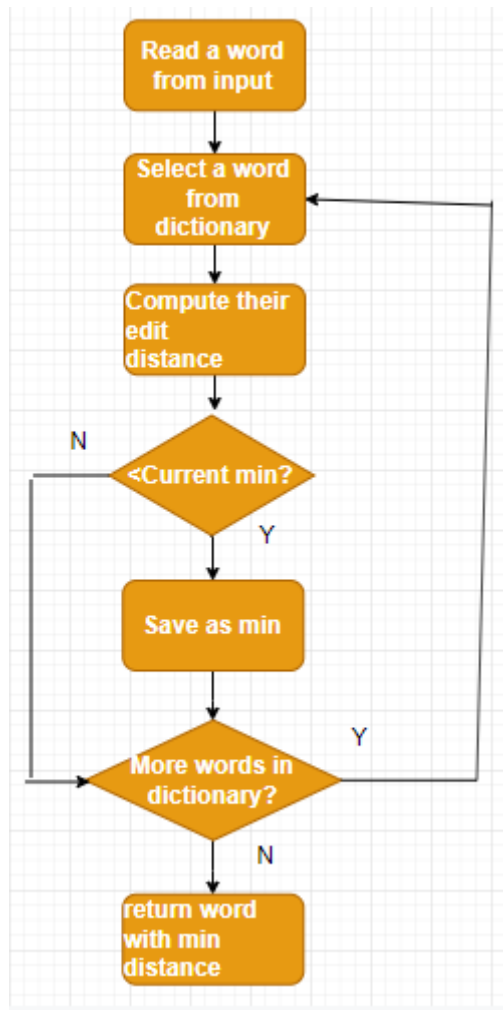 Read a word
from input
Select a word
from
dictionary
Compute their
edit
distance
N
<Current min?
Y
Save as min
Y
More words in
dictionary?
N
return word
with min
distance